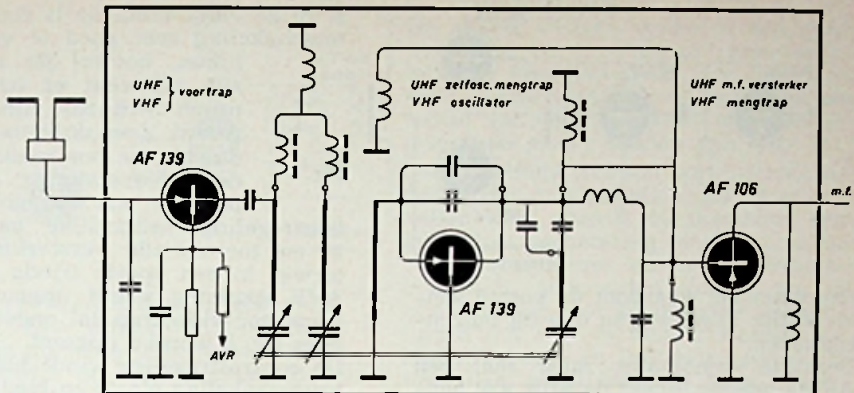 UHF
VHF } voortrap
AF 139
AVR
UHF zelfosc. mengtrap
VHF oscillator
AF 139
UHF m.f. versterker
VHF mengtrap
AF 106
m.f.